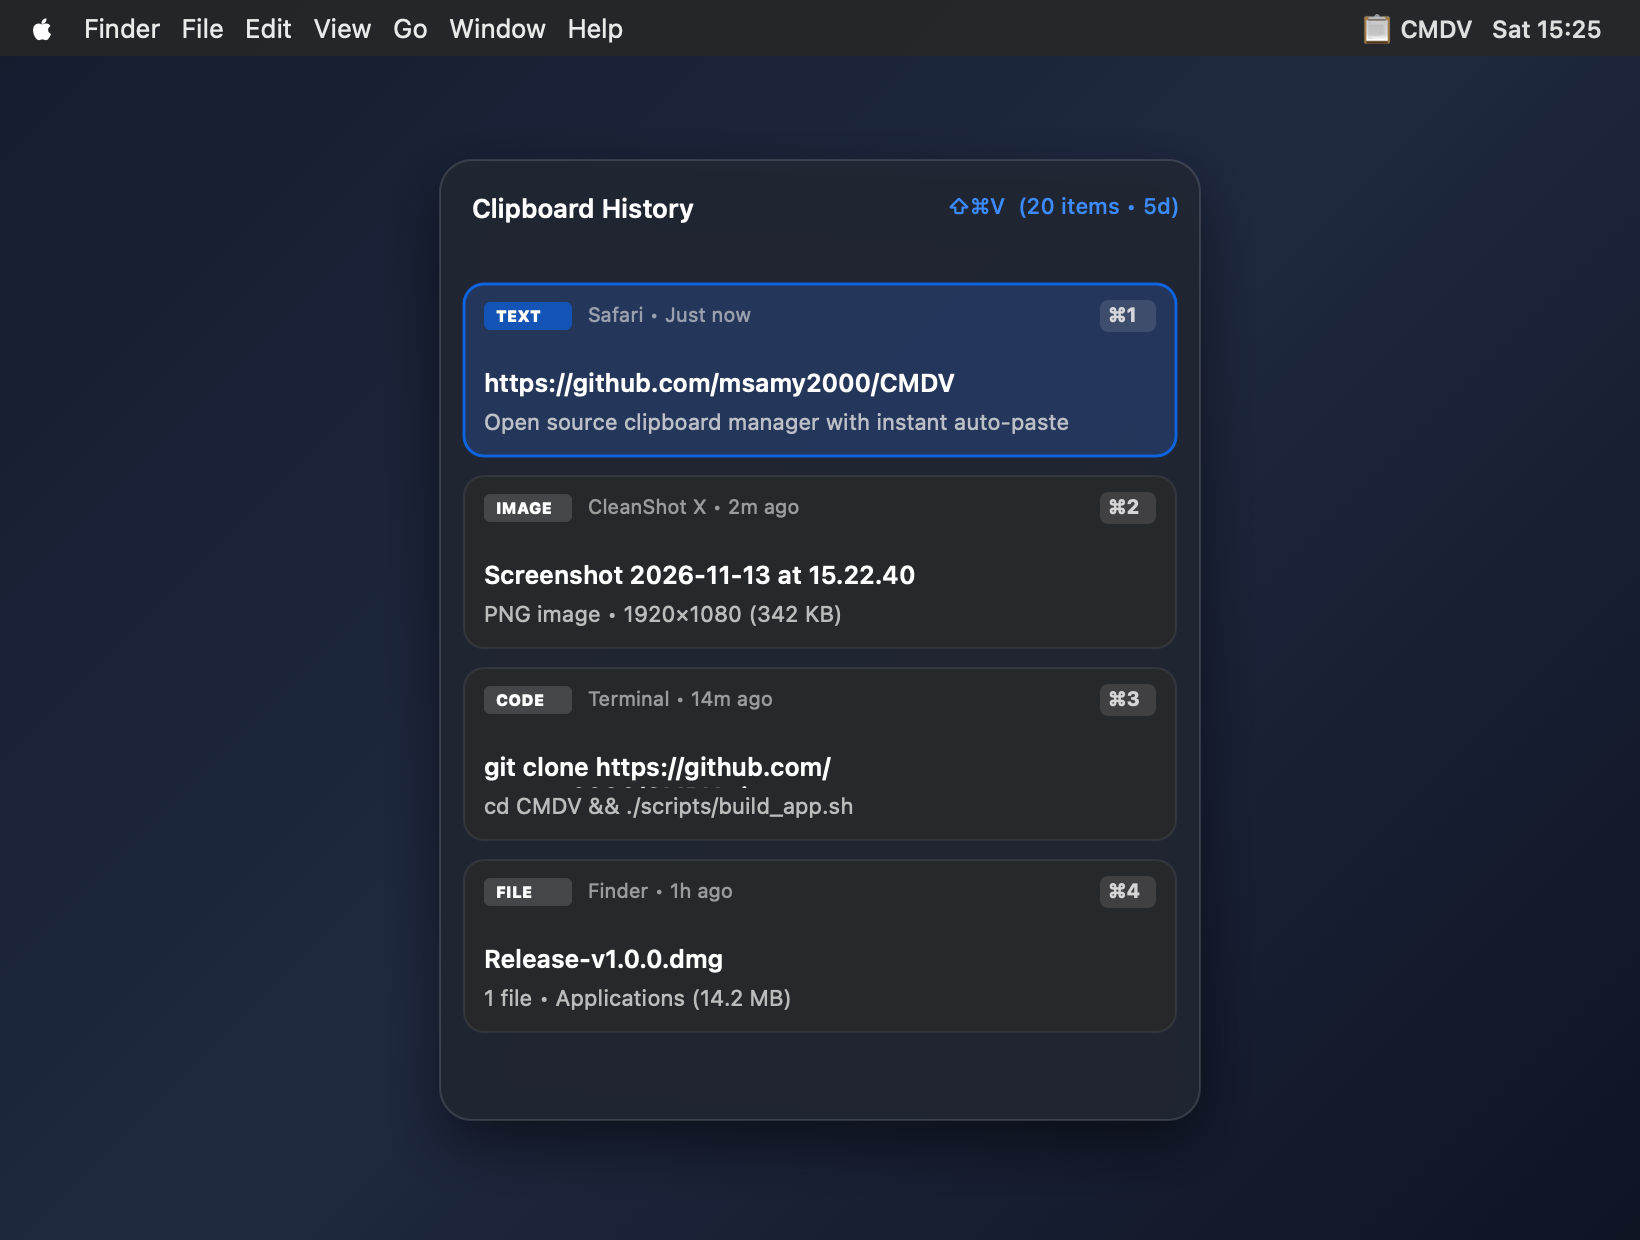 Finder File Edit View Go Window Help
CMDV Sat 15:25
Clipboard History
⇧⌘V (20 items • 5d)
TEXT Safari • Just now ⌘1
https://github.com/msamy2000/CMDV
Open source clipboard manager with instant auto-paste
IMAGE CleanShot X • 2m ago ⌘2
Screenshot 2026-11-13 at 15.22.40
PNG image • 1920×1080 (342 KB)
CODE Terminal • 14m ago ⌘3
git clone https://github.com/
cd CMDV && ./scripts/build_app.sh
FILE Finder • 1h ago ⌘4
Release-v1.0.0.dmg
1 file • Applications (14.2 MB)